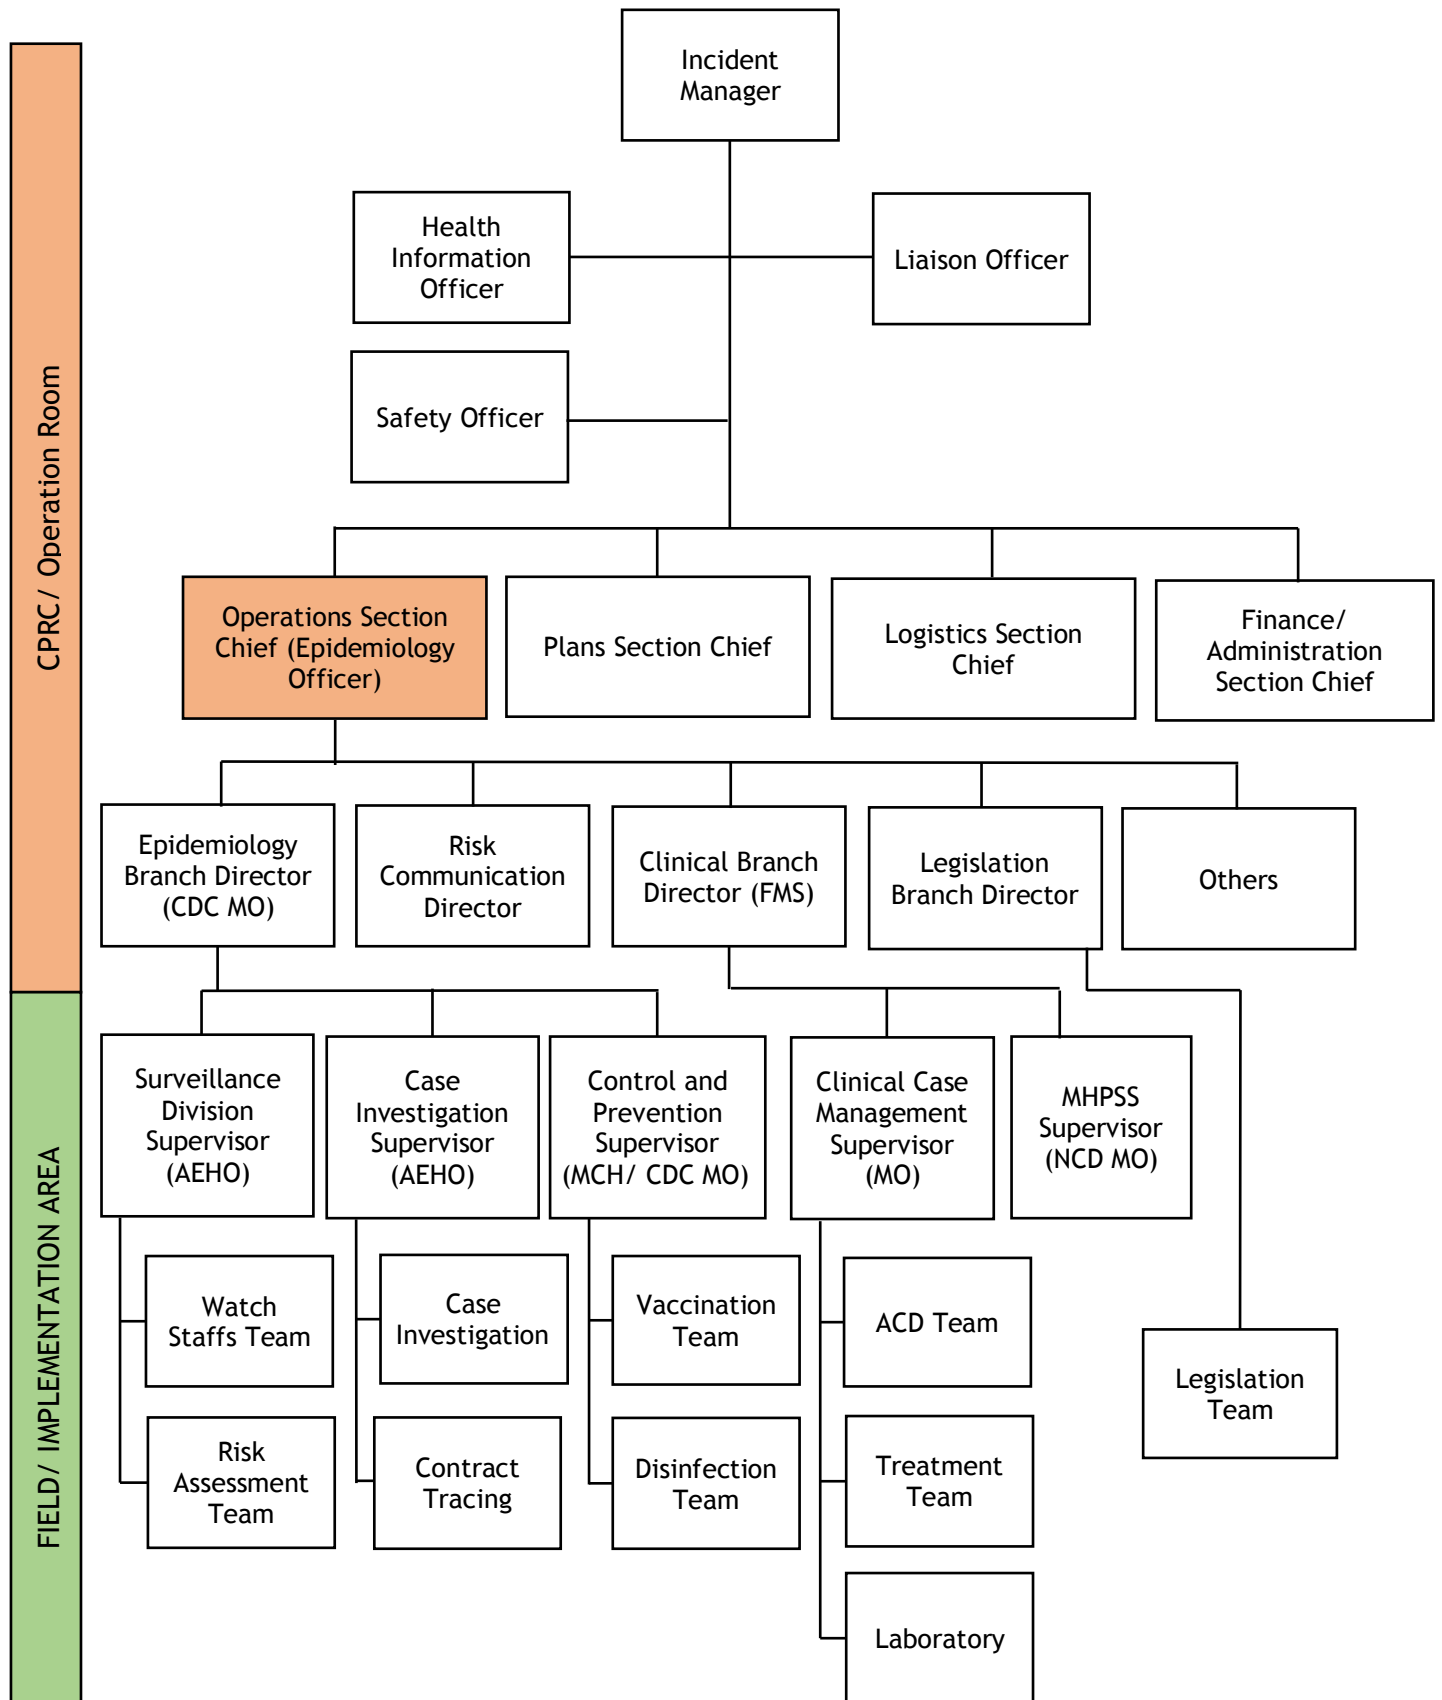 Incident
Manager
Health
Information
Officer
Liaison Officer
Safety Officer
CPRC/ Operation Room
Operations Section
Chief (Epidemiology
Officer)
Plans Section Chief
Logistics Section
Chief
Finance/
Administration
Section Chief
Epidemiology
Branch Director
(CDC MO)
Risk
Communication
Director
Clinical Branch
Director (FMS)
Legislation
Branch Director
Others
FIELD/ IMPLEMENTATION AREA
Surveillance
Division
Supervisor
(AEHO)
Case
Investigation
Supervisor
(AEHO)
Control and
Prevention
Supervisor
(MCH/ CDC MO)
Clinical Case
Management
Supervisor
(MO)
MHPSS
Supervisor
(NCD MO)
Watch
Staffs Team
Case
Investigation
Vaccination
Team
ACD Team
Legislation
Team
Risk
Assessment
Team
Contract
Tracing
Disinfection
Team
Treatment
Team
Laboratory